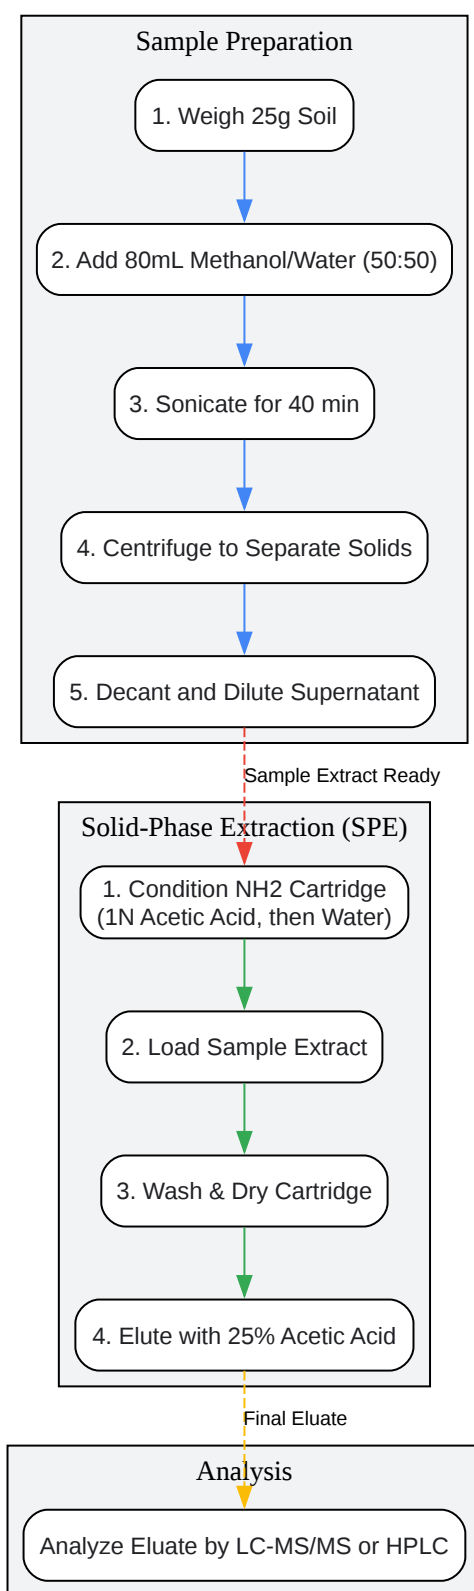 Sample Preparation
1. Weigh 25g Soil
2. Add 80mL Methanol/Water (50:50)
3. Sonicate for 40 min
4. Centrifuge to Separate Solids
5. Decant and Dilute Supernatant
Sample Extract Ready
Solid-Phase Extraction (SPE)
1. Condition NH2 Cartridge
(1N Acetic Acid, then Water)
2. Load Sample Extract
3. Wash & Dry Cartridge
4. Elute with 25% Acetic Acid
Final Eluate
Analysis
Analyze Eluate by LC-MS/MS or HPLC